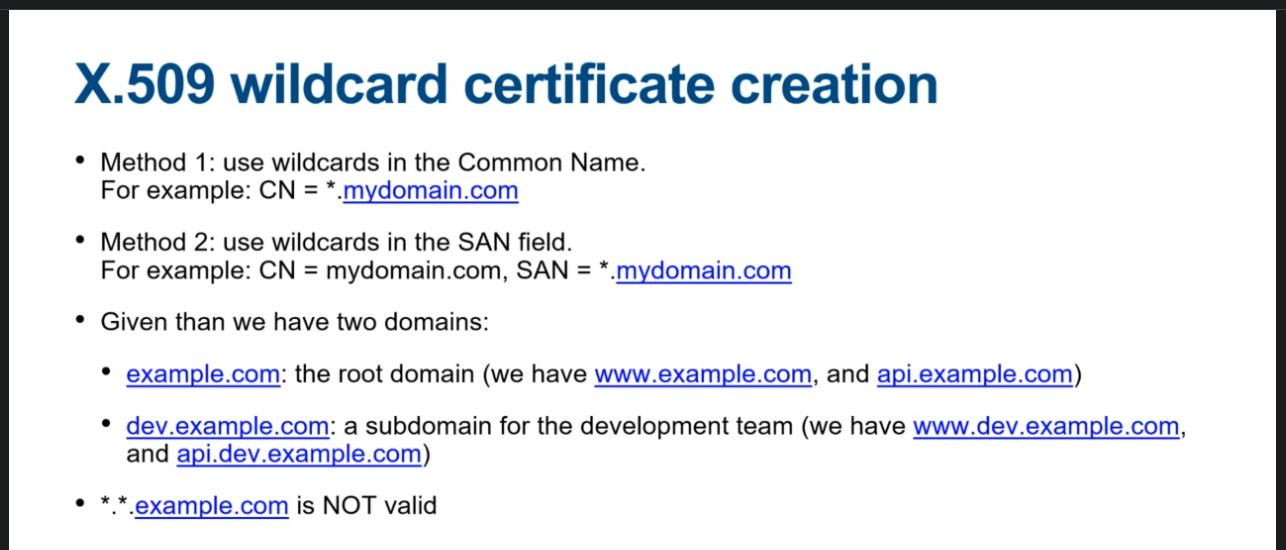 X.509 wildcard certificate creation
• Method 1: use wildcards in the Common Name.
For example: CN = *.mydomain.com
• Method 2: use wildcards in the SAN field.
For example: CN = mydomain.com, SAN = *.mydomain.com
• Given than we have two domains:
• example.com: the root domain (we have www.example.com, and api.example.com)
• dev.example.com: a subdomain for the development team (we have www.dev.example.com,
and api.dev.example.com)
• *.*.example.com is NOT valid